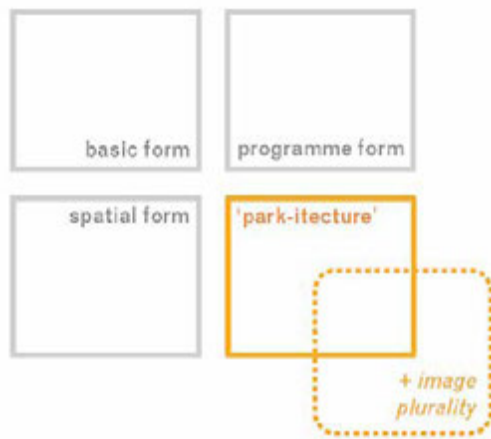 basic form
programme form
spatial form
'park-itecture'
+ image
plurality